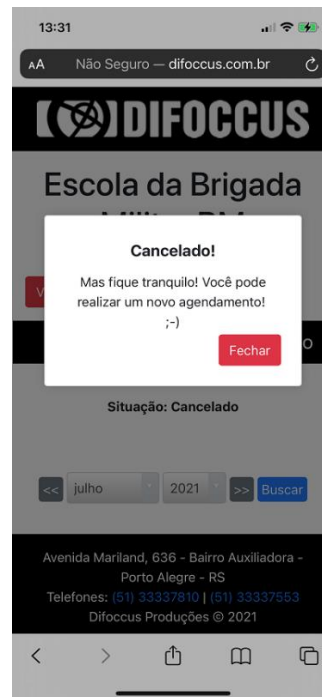 13:31
AA Não Seguro — difoccus.com.br
DIFOCCUS
Escola da Brigada
Cancelado!
Mas fique tranquilo! Você pode
realizar um novo agendamento!
;-)
Fechar
Situação: Cancelado
<< julho 2021 >> Buscar
Avenida Mariland, 636 - Bairro Auxiliadora -
Porto Alegre - RS
Telefones: (51) 33337810 | (51) 33337553
Difoccus Produções © 2021